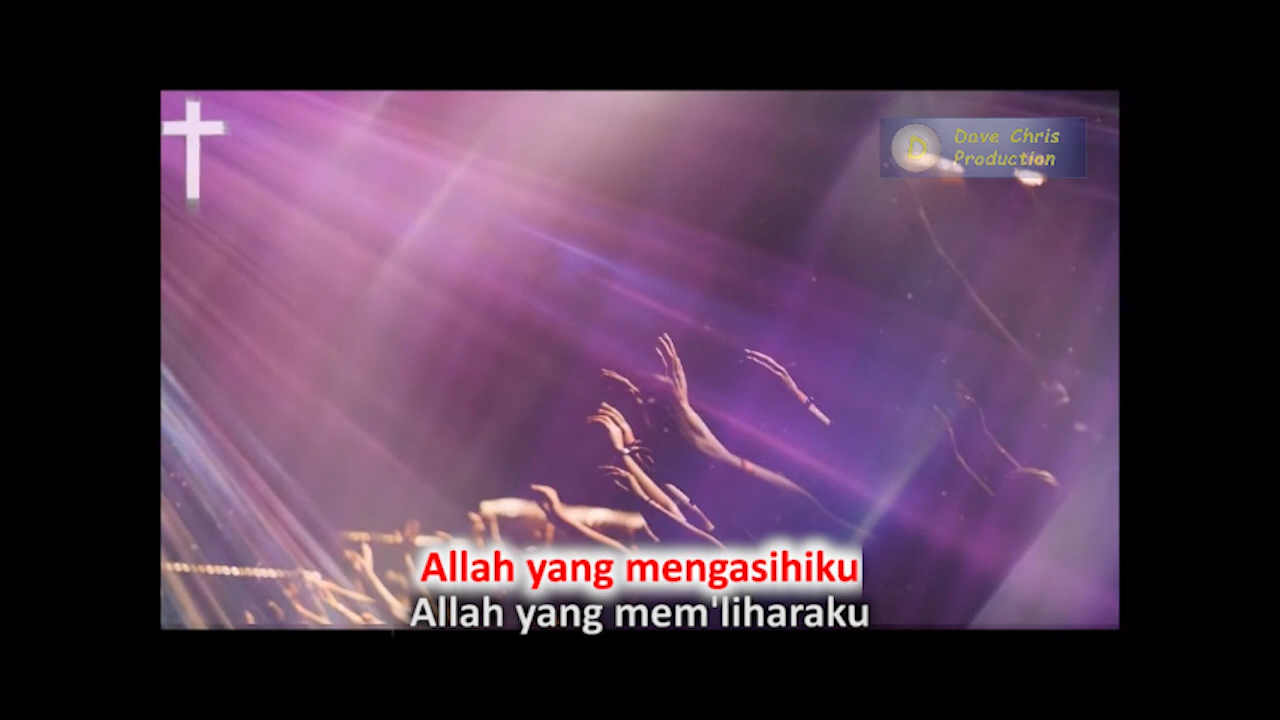 Dave Chris
Production
Allah yang mengasihiku
Allah yang mem'liharaku